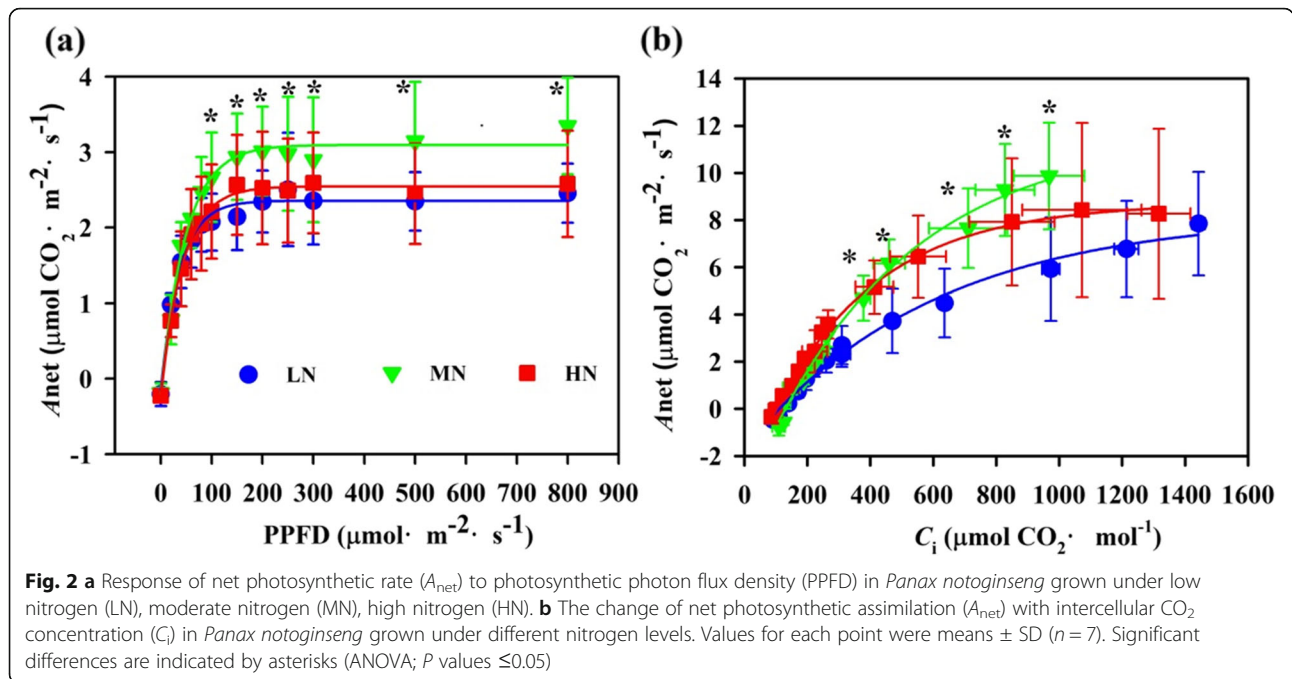 (a)
(b)
Anet (μmol CO2· m-2· s-1)
4
3
2
1
0
-1
* * * * * * *
LN MN HN
0 100 200 300 400 500 600 700 800 900
PPFD (μmol· m-2· s-1)
Anet (μmol CO2· m-2· s-1)
14
12
10
8
6
4
2
0
-2
* * * * *
0 200 400 600 800 1000 1200 1400 1600
Ci (μmol CO2· mol-1)
Fig. 2 a Response of net photosynthetic rate (Anet) to photosynthetic photon flux density (PPFD) in Panax notoginseng grown under low
nitrogen (LN), moderate nitrogen (MN), high nitrogen (HN). b The change of net photosynthetic assimilation (Anet) with intercellular CO2
concentration (Ci) in Panax notoginseng grown under different nitrogen levels. Values for each point were means ± SD (n = 7). Significant
differences are indicated by asterisks (ANOVA; P values ≤0.05)